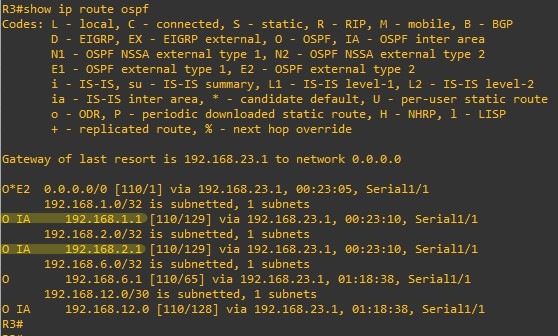 R3#show ip route ospf
Codes: L - local, C - connected, S - static, R - RIP, M - mobile, B - BGP
       D - EIGRP, EX - EIGRP external, O - OSPF, IA - OSPF inter area
       N1 - OSPF NSSA external type 1, N2 - OSPF NSSA external type 2
       E1 - OSPF external type 1, E2 - OSPF external type 2
       i - IS-IS, su - IS-IS summary, L1 - IS-IS level-1, L2 - IS-IS level-2
       ia - IS-IS inter area, * - candidate default, U - per-user static route
       o - ODR, P - periodic downloaded static route, H - NHRP, l - LISP
       + - replicated route, % - next hop override
Gateway of last resort is 192.168.23.1 to network 0.0.0.0
O*E2  0.0.0.0/0 [110/1] via 192.168.23.1, 00:23:05, Serial1/1
      192.168.1.0/32 is subnetted, 1 subnets
O IA     192.168.1.1 [110/129] via 192.168.23.1, 00:23:10, Serial1/1
      192.168.2.0/32 is subnetted, 1 subnets
O IA     192.168.2.1 [110/129] via 192.168.23.1, 00:23:10, Serial1/1
      192.168.6.0/32 is subnetted, 1 subnets
O        192.168.6.1 [110/65] via 192.168.23.1, 01:18:38, Serial1/1
      192.168.12.0/30 is subnetted, 1 subnets
O IA     192.168.12.0 [110/128] via 192.168.23.1, 01:18:38, Serial1/1
R3#